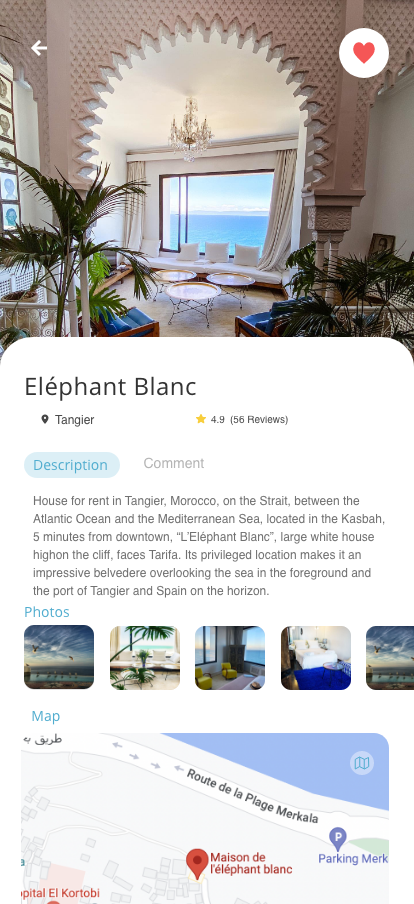 Eléphant Blanc
Tangier
4.9 (56 Reviews)
Description
Comment
House for rent in Tangier, Morocco, on the Strait, between the
Atlantic Ocean and the Mediterranean Sea, located in the Kasbah,
5 minutes from downtown, “L’Eléphant Blanc”, large white house
highon the cliff, faces Tarifa. Its privileged location makes it an
impressive belvedere overlooking the sea in the foreground and
the port of Tangier and Spain on the horizon.
Photos
Map
طريق
Route de la Plage Merkala
P
Parking Merk
Maison de
l'éléphant blanc
pital El Kortobi